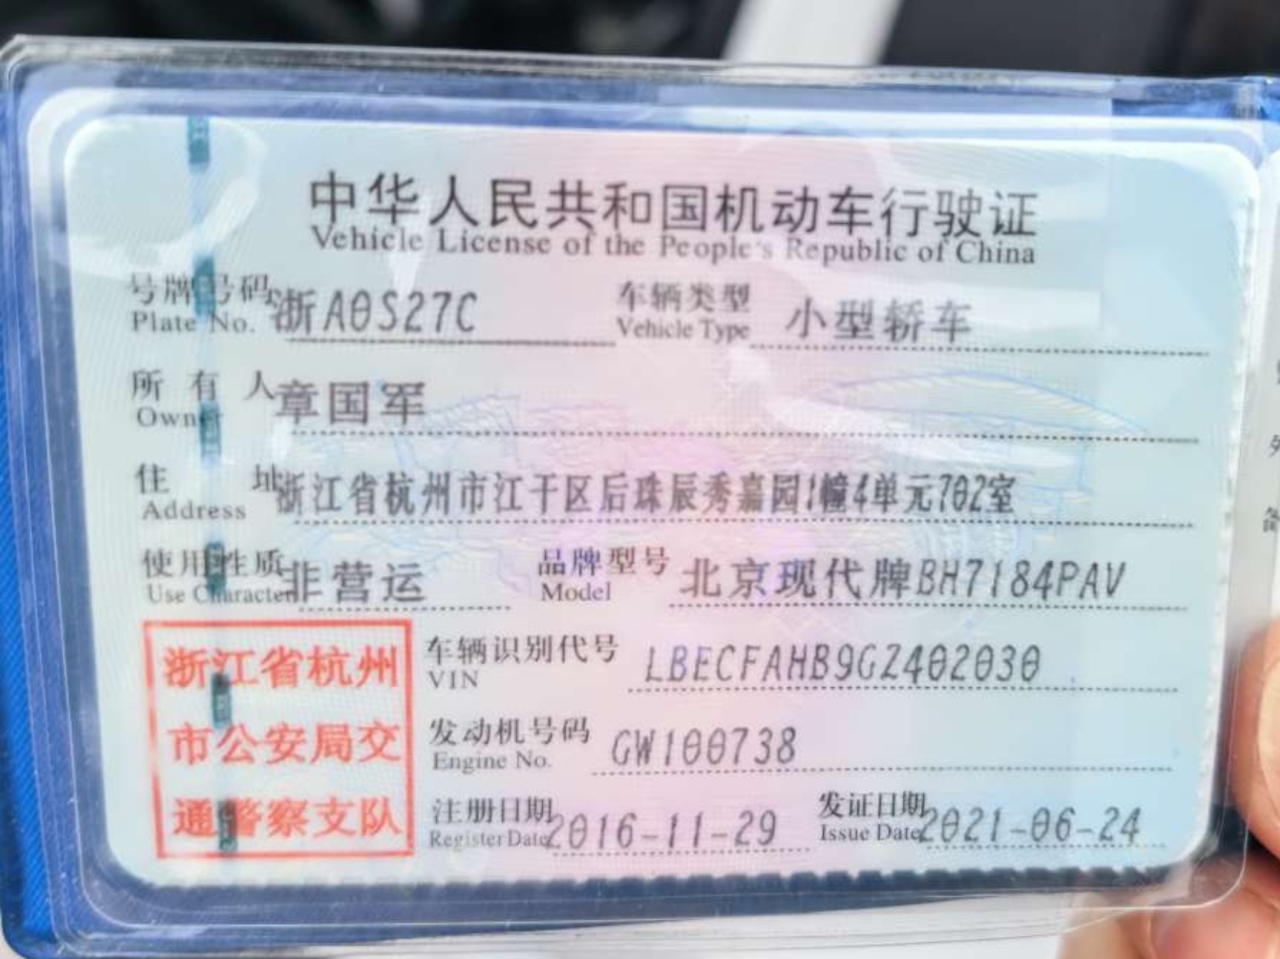 中华人民共和国机动车行驶证
Vehicle License of the People's Republic of China
号牌号码 浙A0S27C 车辆类型 小型轿车
Plate No. Vehicle Type
所有人 章国军
Owner
住址 浙江省杭州市江干区后珠辰秀嘉园1幢4单元702室
Address
使用性质 非营运 品牌型号 北京现代牌BH7184PAV
Use Character Model
浙江省杭州
市公安局交
通警察支队
车辆识别代号 LBECFAHB9GZ402030
VIN
发动机号码 GW100738
Engine No.
注册日期 2016-11-29 发证日期 2021-06-24
Register Date Issue Date